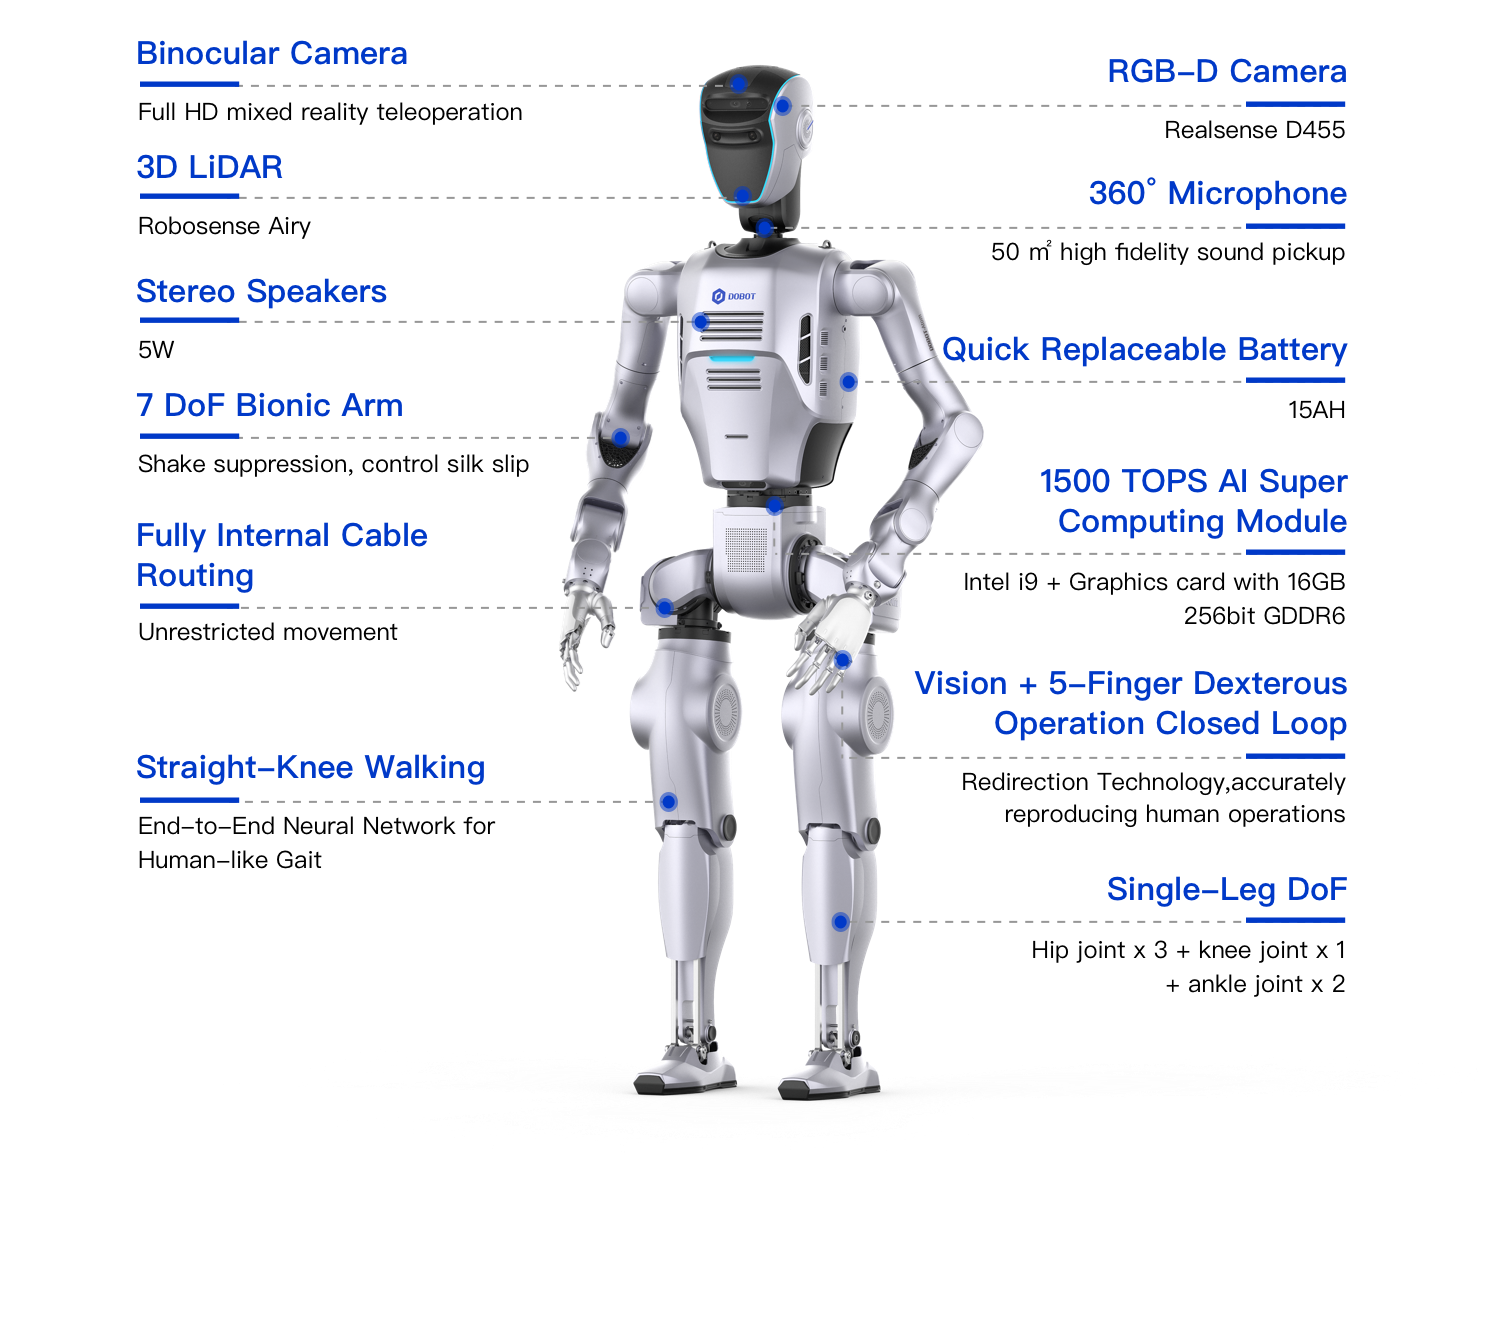 Binocular Camera
Full HD mixed reality teleoperation
3D LiDAR
Robosense Airy
Stereo Speakers
5W
7 DoF Bionic Arm
Shake suppression, control silk slip
Fully Internal Cable
Routing
Unrestricted movement
Straight-Knee Walking
End-to-End Neural Network for
Human-like Gait
DOBOT
RGB-D Camera
Realsense D455
360° Microphone
50 ㎡ high fidelity sound pickup
Quick Replaceable Battery
15AH
1500 TOPS AI Super
Computing Module
Intel i9 + Graphics card with 16GB
256bit GDDR6
Vision + 5-Finger Dexterous
Operation Closed Loop
Redirection Technology,accurately
reproducing human operations
Single-Leg DoF
Hip joint x 3 + knee joint x 1
+ ankle joint x 2